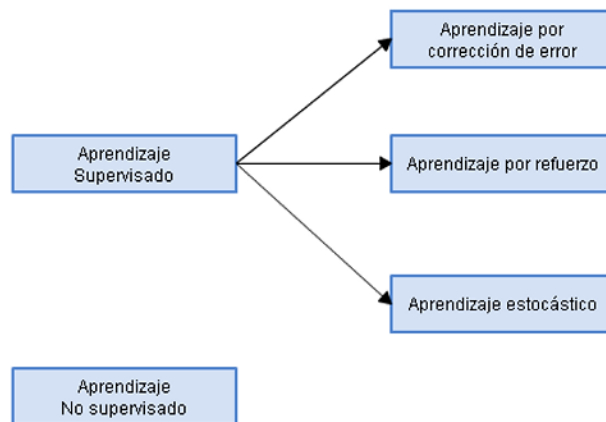 Aprendizaje por
corrección de error
Aprendizaje
Supervisado
Aprendizaje por refuerzo
Aprendizaje estocástico
Aprendizaje
No supervisado